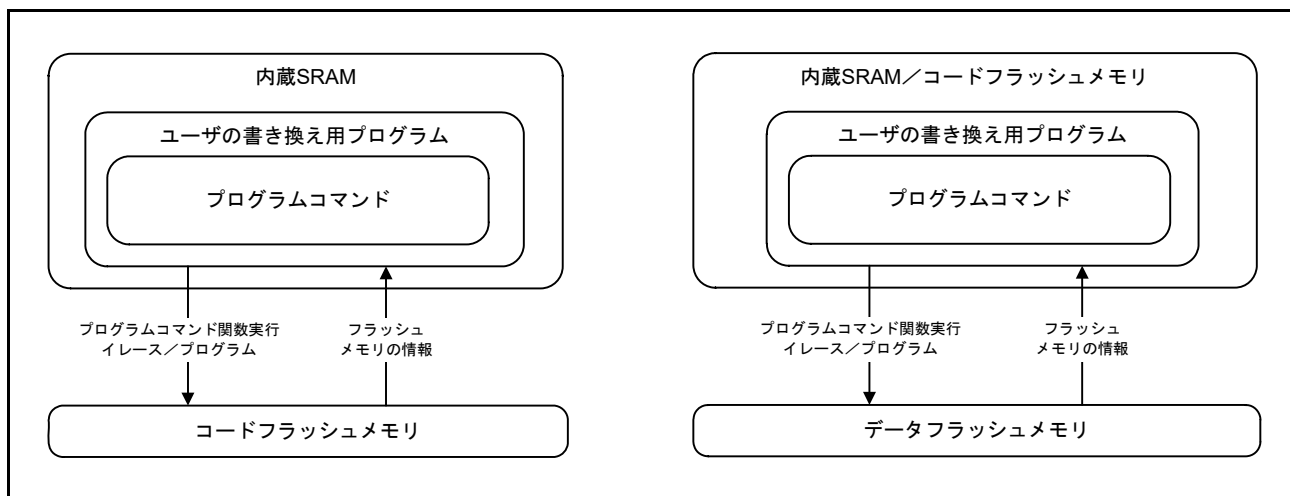 内蔵SRAM
ユーザの書き換え用プログラム
プログラムコマンド
プログラムコマンド関数実行
イレース／プログラム
フラッシュ
メモリの情報
コードフラッシュメモリ
内蔵SRAM／コードフラッシュメモリ
ユーザの書き換え用プログラム
プログラムコマンド
プログラムコマンド関数実行
イレース／プログラム
フラッシュ
メモリの情報
データフラッシュメモリ